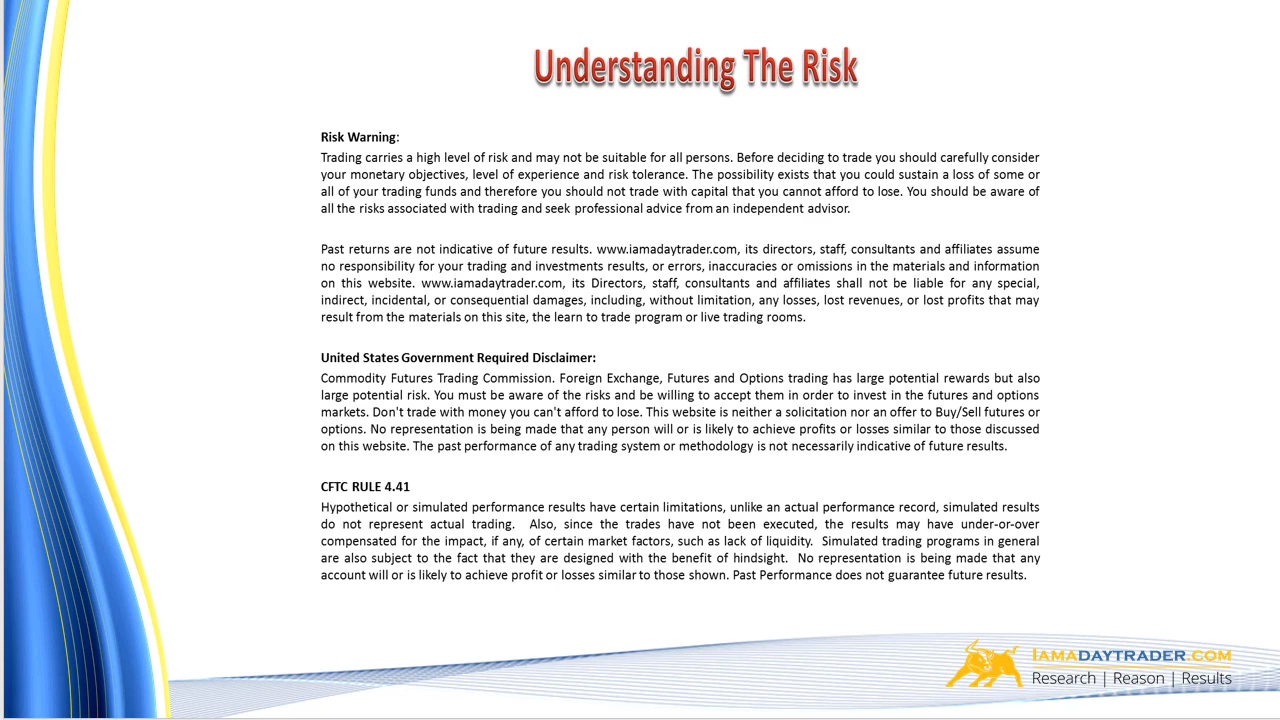 Understanding The Risk
Risk Warning:
Trading carries a high level of risk and may not be suitable for all persons. Before deciding to trade you should carefully consider
your monetary objectives, level of experience and risk tolerance. The possibility exists that you could sustain a loss of some or
all of your trading funds and therefore you should not trade with capital that you cannot afford to lose. You should be aware of
all the risks associated with trading and seek professional advice from an independent advisor.
Past returns are not indicative of future results. www.iamadaytrader.com, its directors, staff, consultants and affiliates assume
no responsibility for your trading and investments results, or errors, inaccuracies or omissions in the materials and information
on this website. www.iamadaytrader.com, its Directors, staff, consultants and affiliates shall not be liable for any special,
indirect, incidental, or consequential damages, including, without limitation, any losses, lost revenues, or lost profits that may
result from the materials on this site, the learn to trade program or live trading rooms.
United States Government Required Disclaimer:
Commodity Futures Trading Commission. Foreign Exchange, Futures and Options trading has large potential rewards but also
large potential risk. You must be aware of the risks and be willing to accept them in order to invest in the futures and options
markets. Don't trade with money you can't afford to lose. This website is neither a solicitation nor an offer to Buy/Sell futures or
options. No representation is being made that any person will or is likely to achieve profits or losses similar to those discussed
on this website. The past performance of any trading system or methodology is not necessarily indicative of future results.
CFTC RULE 4.41
Hypothetical or simulated performance results have certain limitations, unlike an actual performance record, simulated results
do not represent actual trading. Also, since the trades have not been executed, the results may have under-or-over
compensated for the impact, if any, of certain market factors, such as lack of liquidity. Simulated trading programs in general
are also subject to the fact that they are designed with the benefit of hindsight. No representation is being made that any
account will or is likely to achieve profit or losses similar to those shown. Past Performance does not guarantee future results.
IAMADAYTRADER.COM
Research | Reason | Results